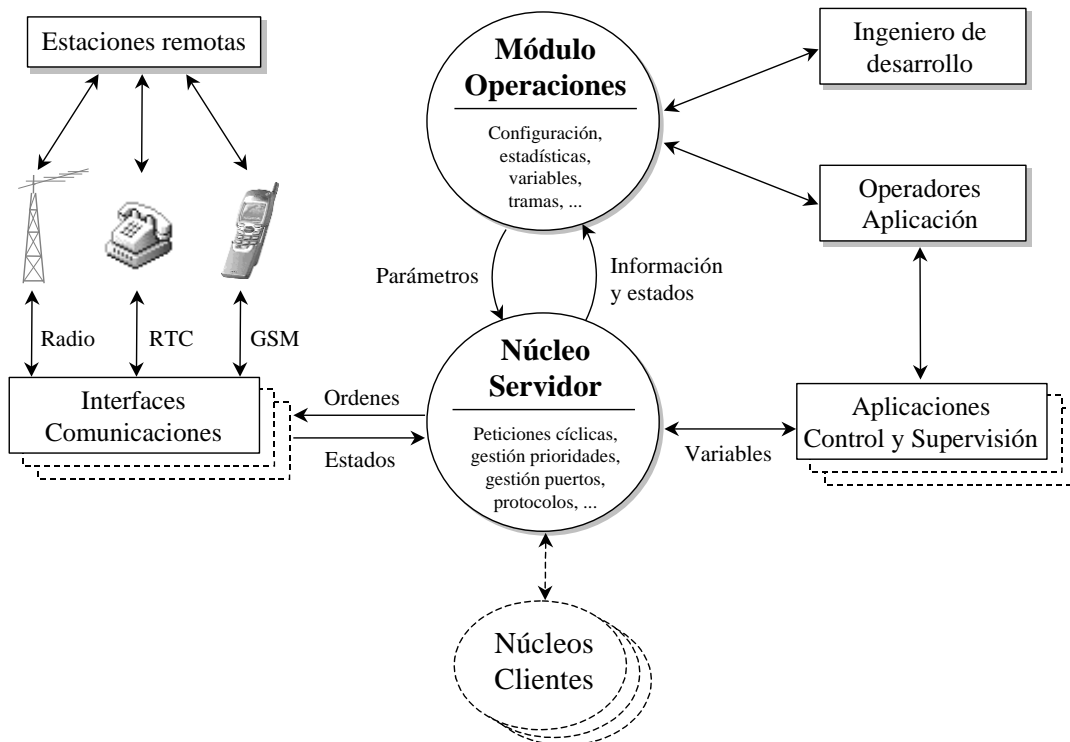 Estaciones remotas
Módulo
Operaciones
Configuración,
estadísticas,
variables,
tramas, ...
Ingeniero de
desarrollo
Operadores
Aplicación
Parámetros
Información
y estados
Radio
RTC
GSM
Interfaces
Comunicaciones
Ordenes
Estados
Núcleo
Servidor
Peticiones cíclicas,
gestión prioridades,
gestión puertos,
protocolos, ...
Variables
Aplicaciones
Control y Supervisión
Núcleos
Clientes